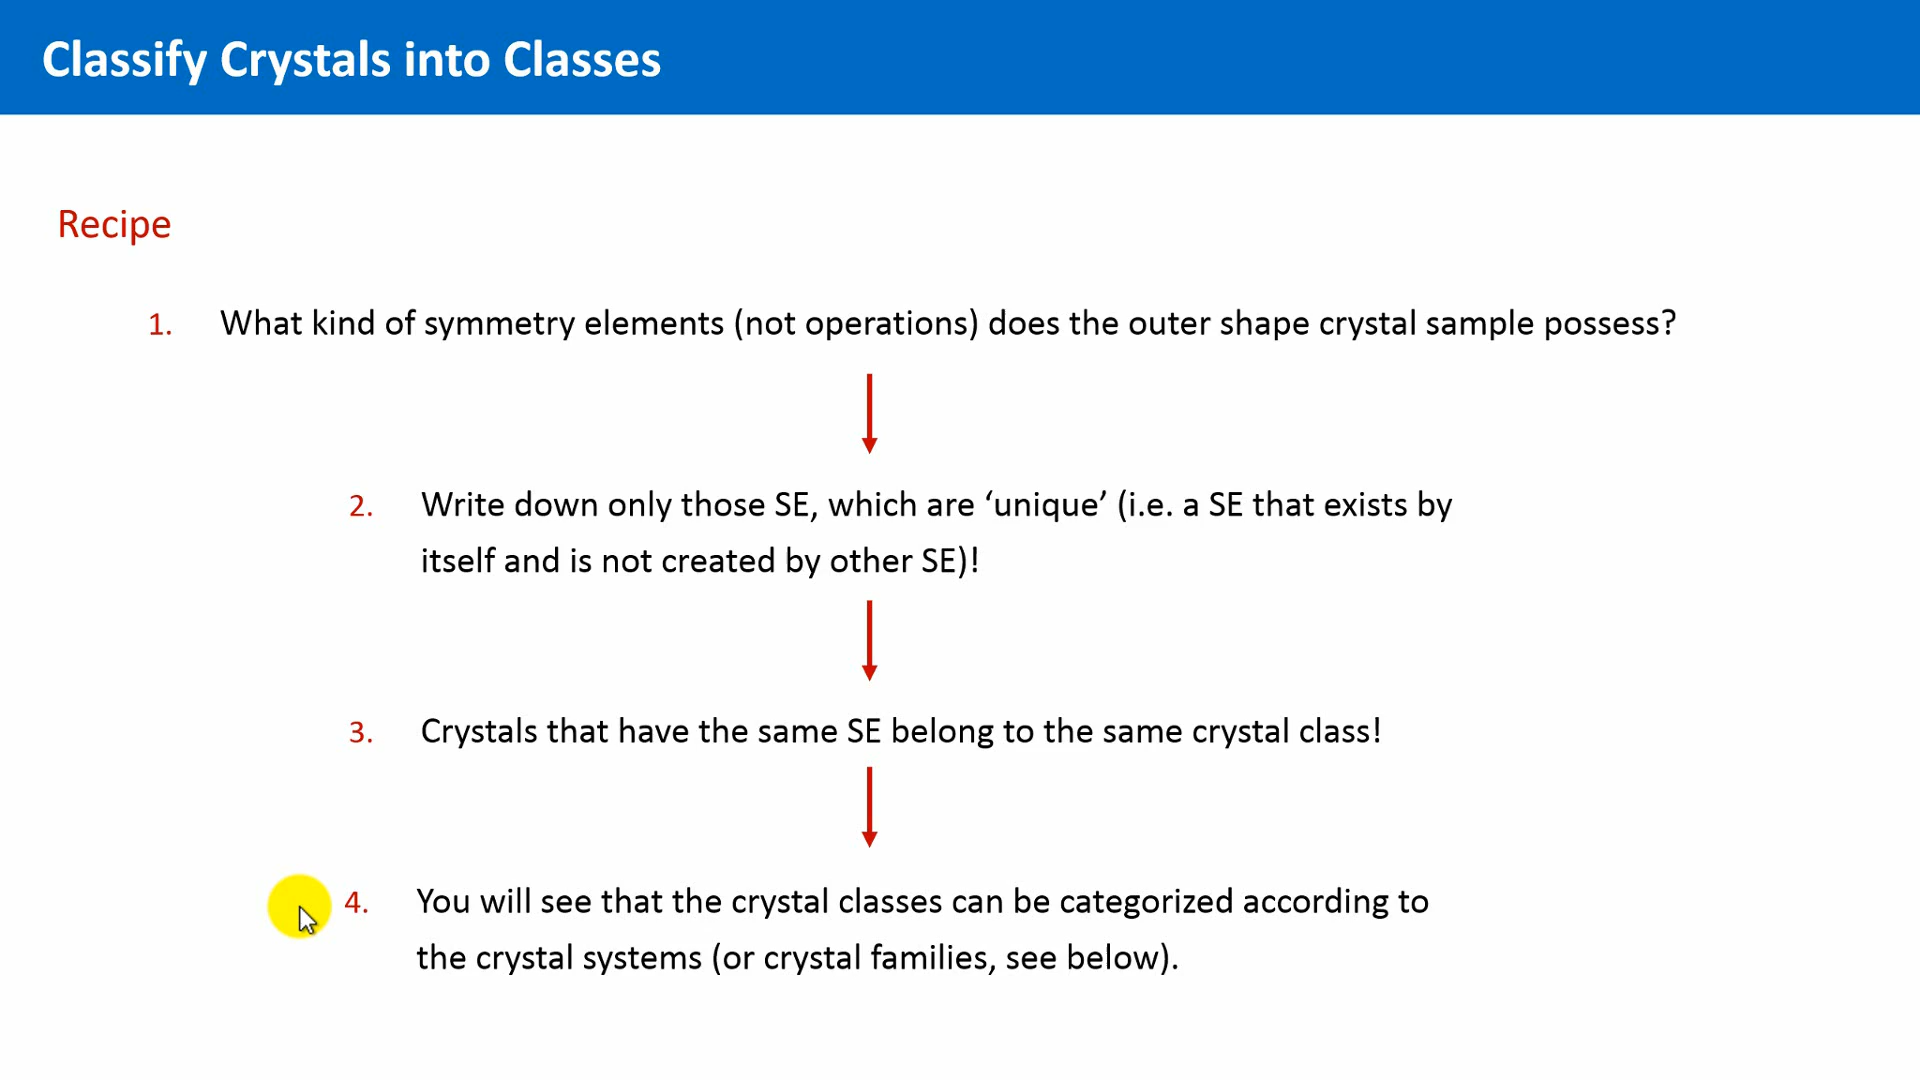 Classify Crystals into Classes
Recipe
1. What kind of symmetry elements (not operations) does the outer shape crystal sample possess?
2. Write down only those SE, which are ‘unique’ (i.e. a SE that exists by
itself and is not created by other SE)!
3. Crystals that have the same SE belong to the same crystal class!
4. You will see that the crystal classes can be categorized according to
the crystal systems (or crystal families, see below).